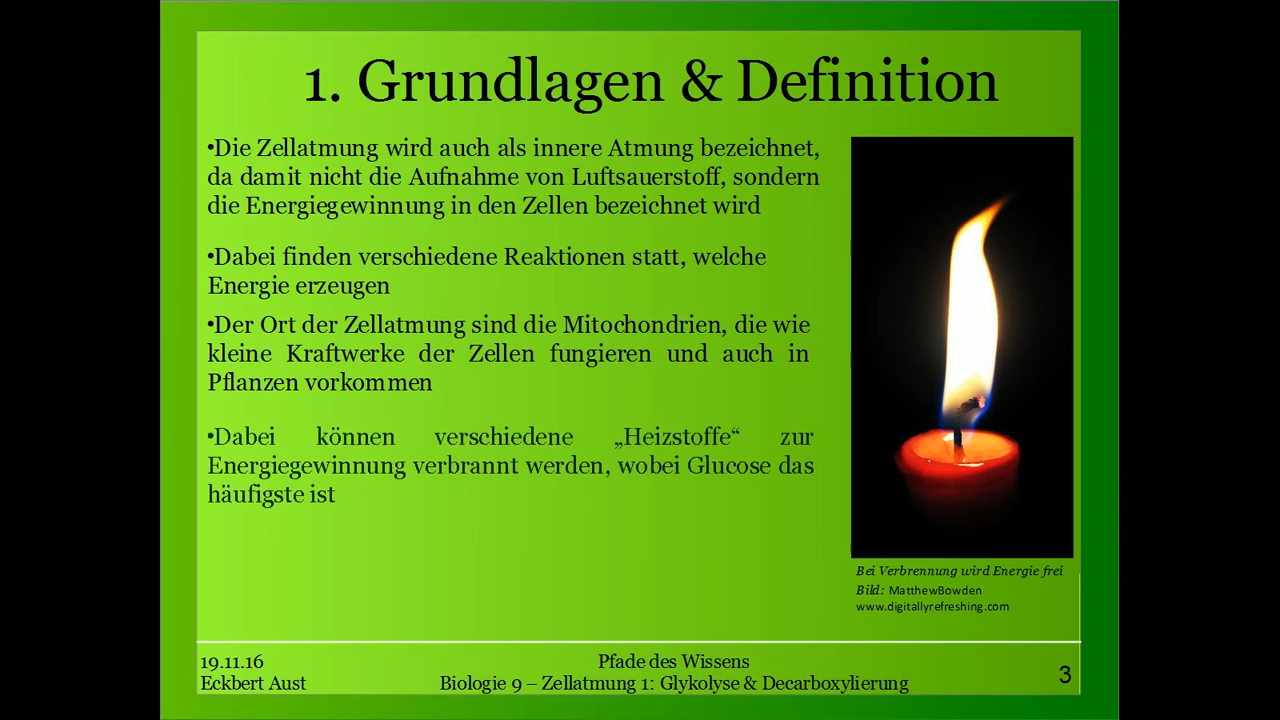 1. Grundlagen & Definition
•Die Zellatmung wird auch als innere Atmung bezeichnet,
da damit nicht die Aufnahme von Luftsauerstoff, sondern
die Energiegewinnung in den Zellen bezeichnet wird
•Dabei finden verschiedene Reaktionen statt, welche
Energie erzeugen
•Der Ort der Zellatmung sind die Mitochondrien, die wie
kleine Kraftwerke der Zellen fungieren und auch in
Pflanzen vorkommen
•Dabei können verschiedene „Heizstoffe“ zur
Energiegewinnung verbrannt werden, wobei Glucose das
häufigste ist
Bei Verbrennung wird Energie frei
Bild: MatthewBowden
www.digitallyrefreshing.com
19.11.16
Eckbert Aust
Pfade des Wissens
Biologie 9 – Zellatmung 1: Glykolyse & Decarboxylierung
3